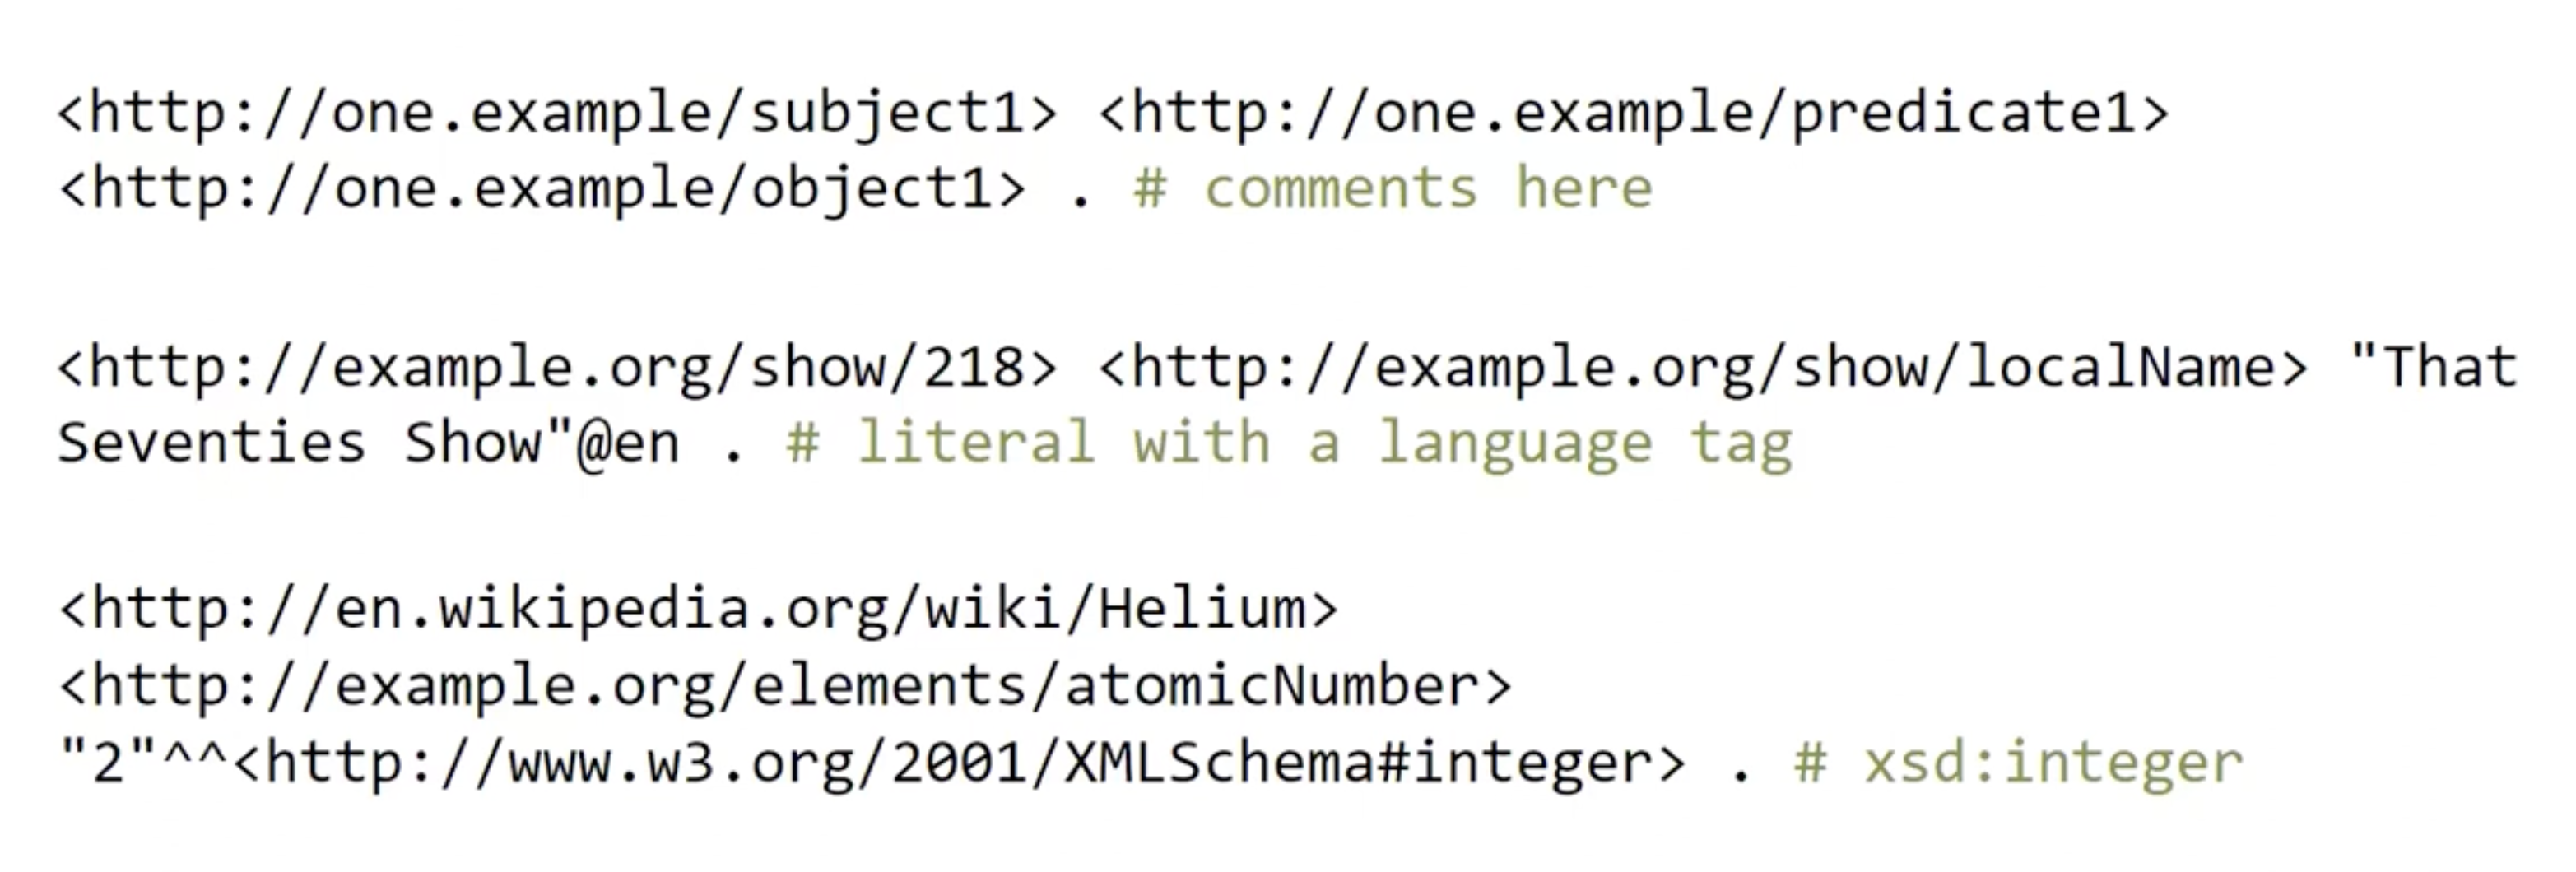 <http://one.example/subject1> <http://one.example/predicate1>
<http://one.example/object1> . # comments here
<http://example.org/show/218> <http://example.org/show/localName> "That
Seventies Show"@en . # literal with a language tag
<http://en.wikipedia.org/wiki/Helium>
<http://example.org/elements/atomicNumber>
"2"^^<http://www.w3.org/2001/XMLSchema#integer> . # xsd:integer